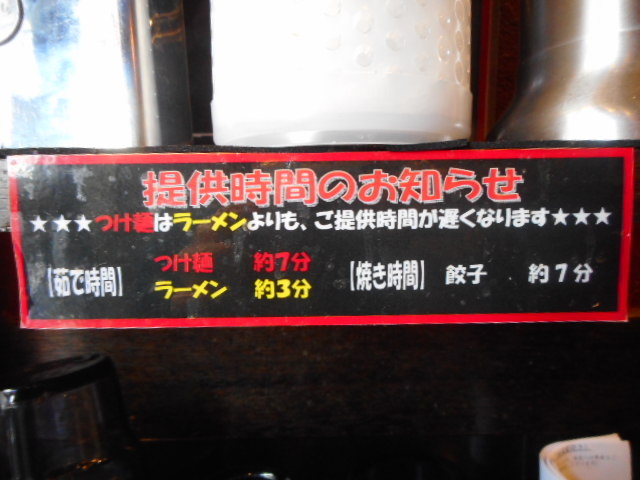 提供時間のお知らせ
★★★つけ麺はラーメンよりも、ご提供時間が遅くなります★★★
【茹で時間】 つけ麺 約7分 【焼き時間】 餃子 約7分
ラーメン 約3分